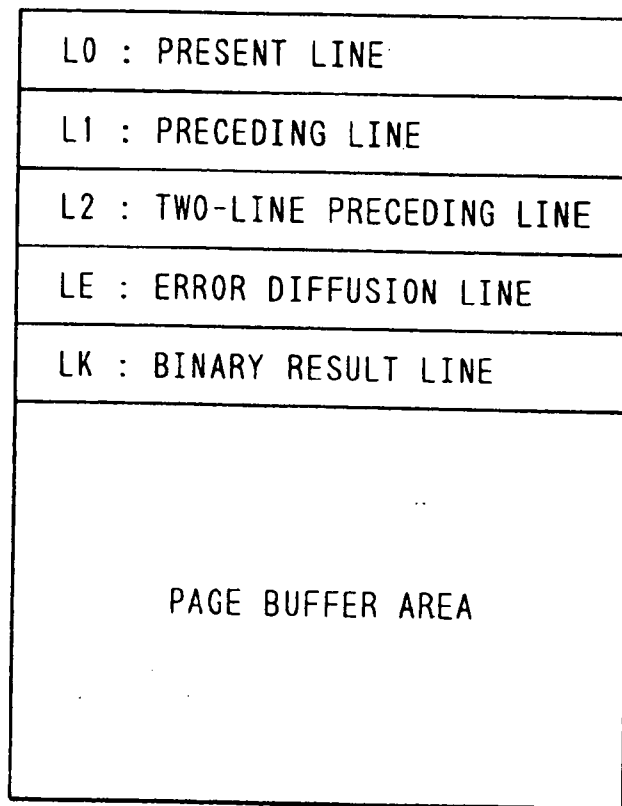 L0 : PRESENT LINE
L1 : PRECEDING LINE
L2 : TWO-LINE PRECEDING LINE
LE : ERROR DIFFUSION LINE
LK : BINARY RESULT LINE
PAGE BUFFER AREA